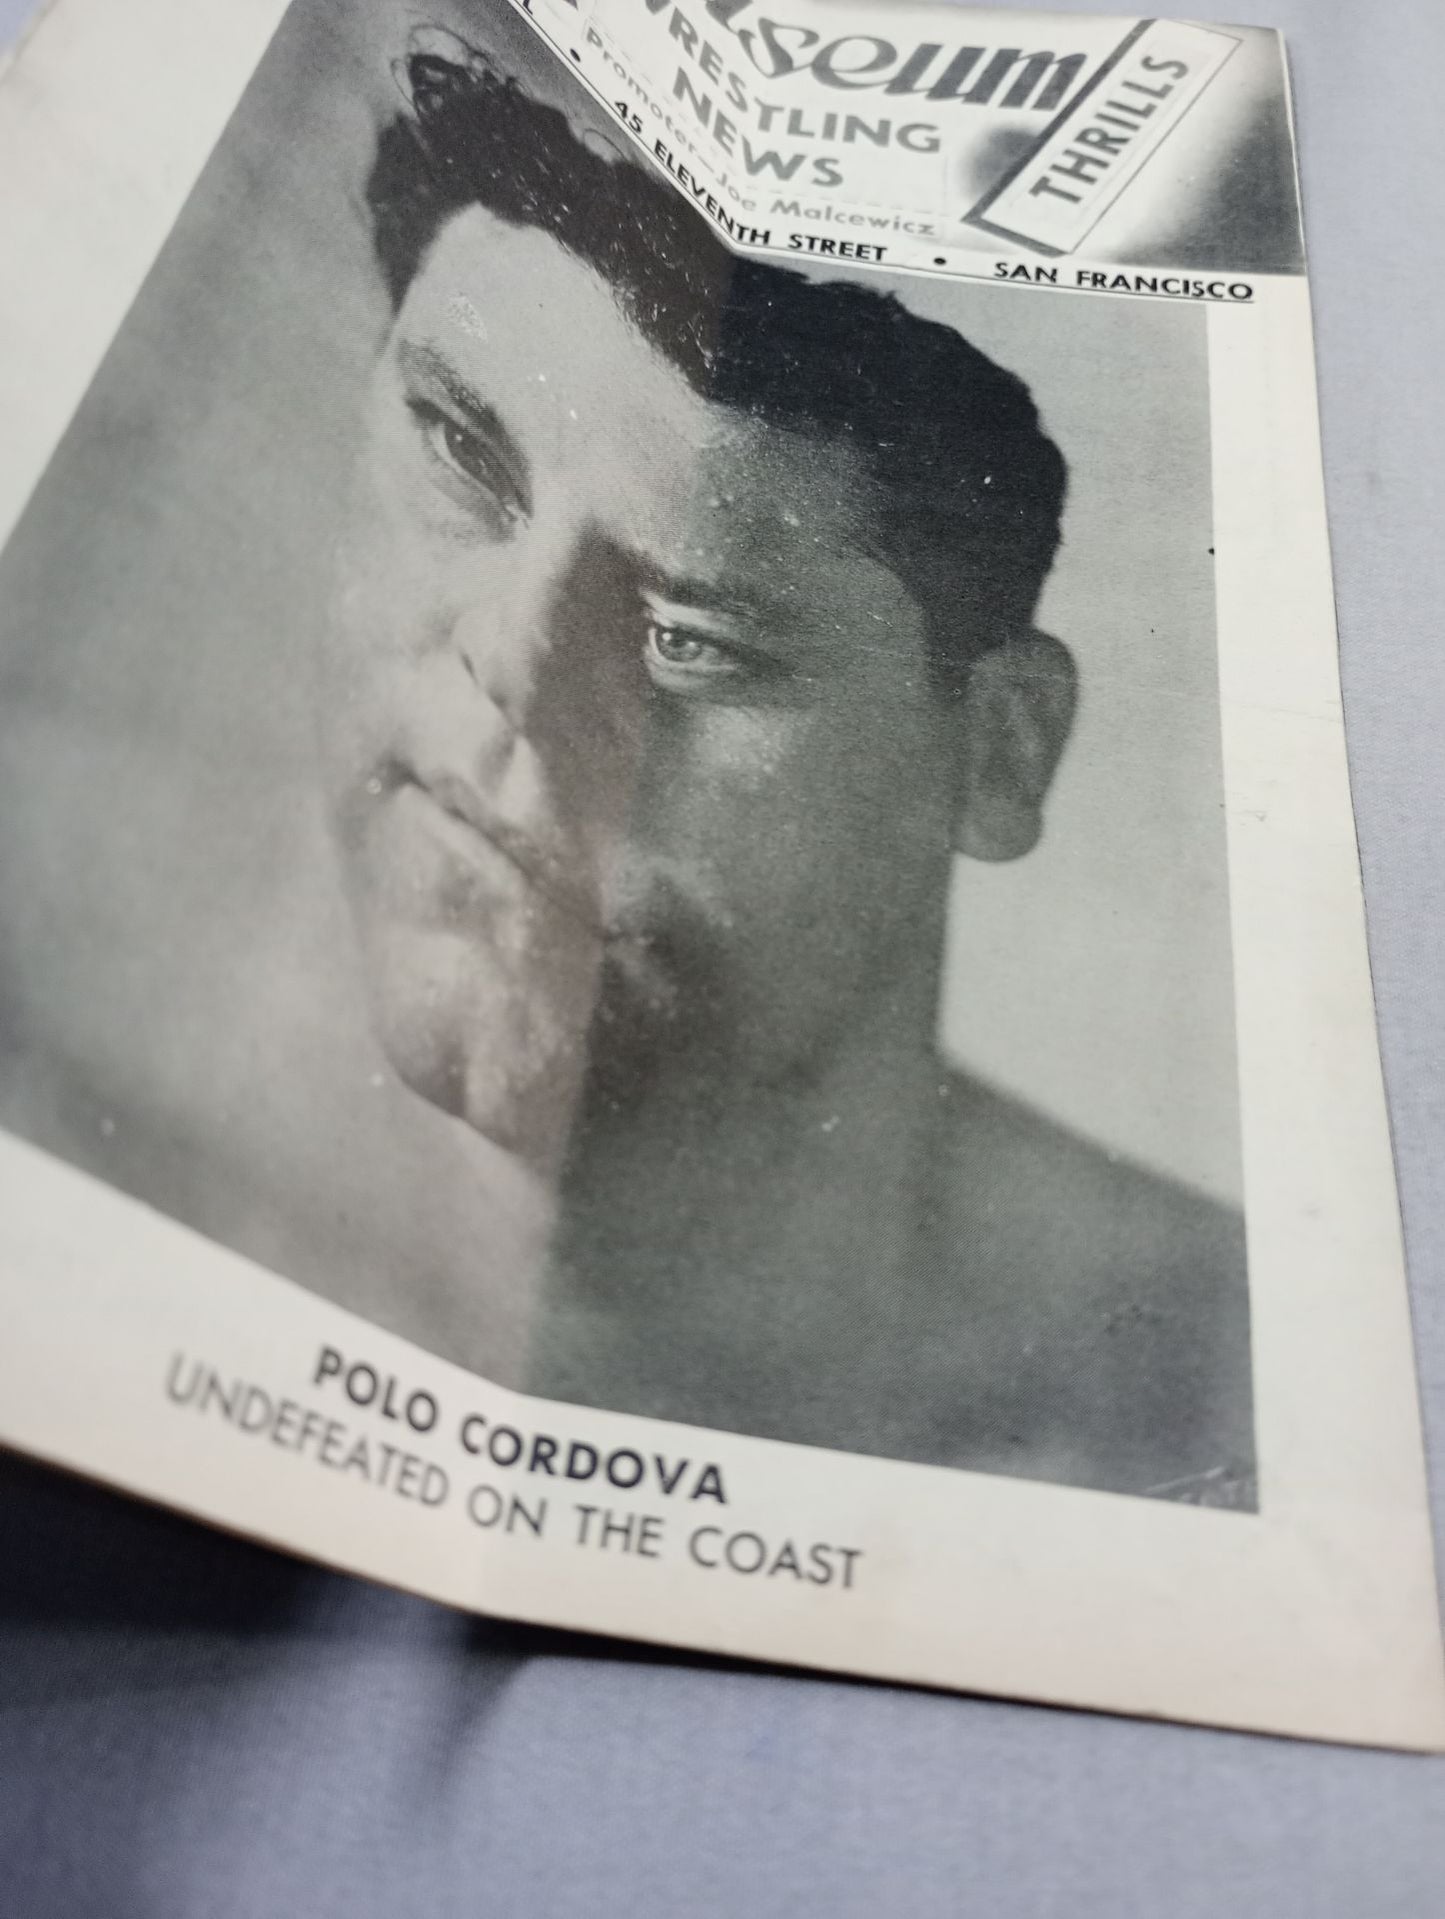 WRESTLING
NEWS
THRILLS
Promoter—Joe Malcewicz
45 ELEVENTH STREET • SAN FRANCISCO
POLO CORDOVA
UNDEFEATED ON THE COAST